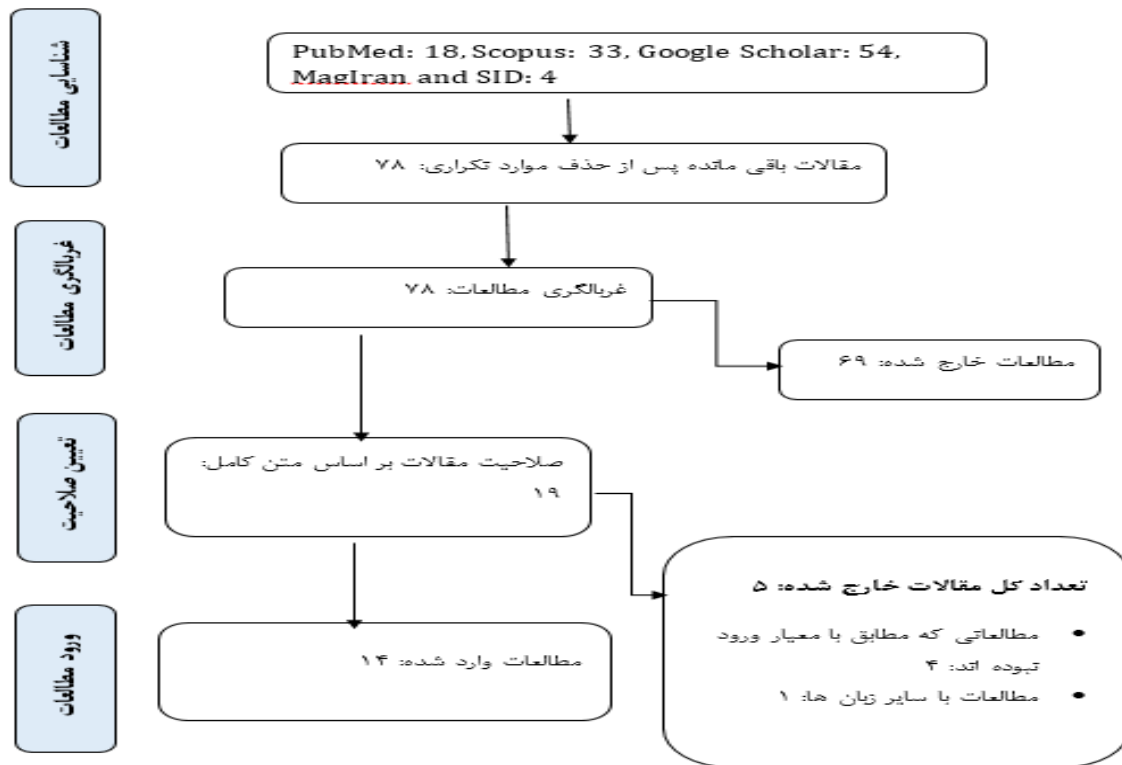 شناسایی مطالعات
PubMed: 18, Scopus: 33, Google Scholar: 54,
MagIran and SID: 4
مقالات باقی مانده پس از حذف موارد تکراری: ۷۸
غربالگری مطالعات
غربالگری مطالعات: ۷۸
مطالعات خارج شده: ۶۹
تعیین صلاحیت
صلاحیت مقالات بر اساس متن کامل:
۱۹
تعداد کل مقالات خارج شده: ۵
• مطالعاتی که مطابق با معیار ورود
نبوده اند: ۴
• مطالعات با سایر زبان ها: ۱
ورود مطالعات
مطالعات وارد شده: ۱۴